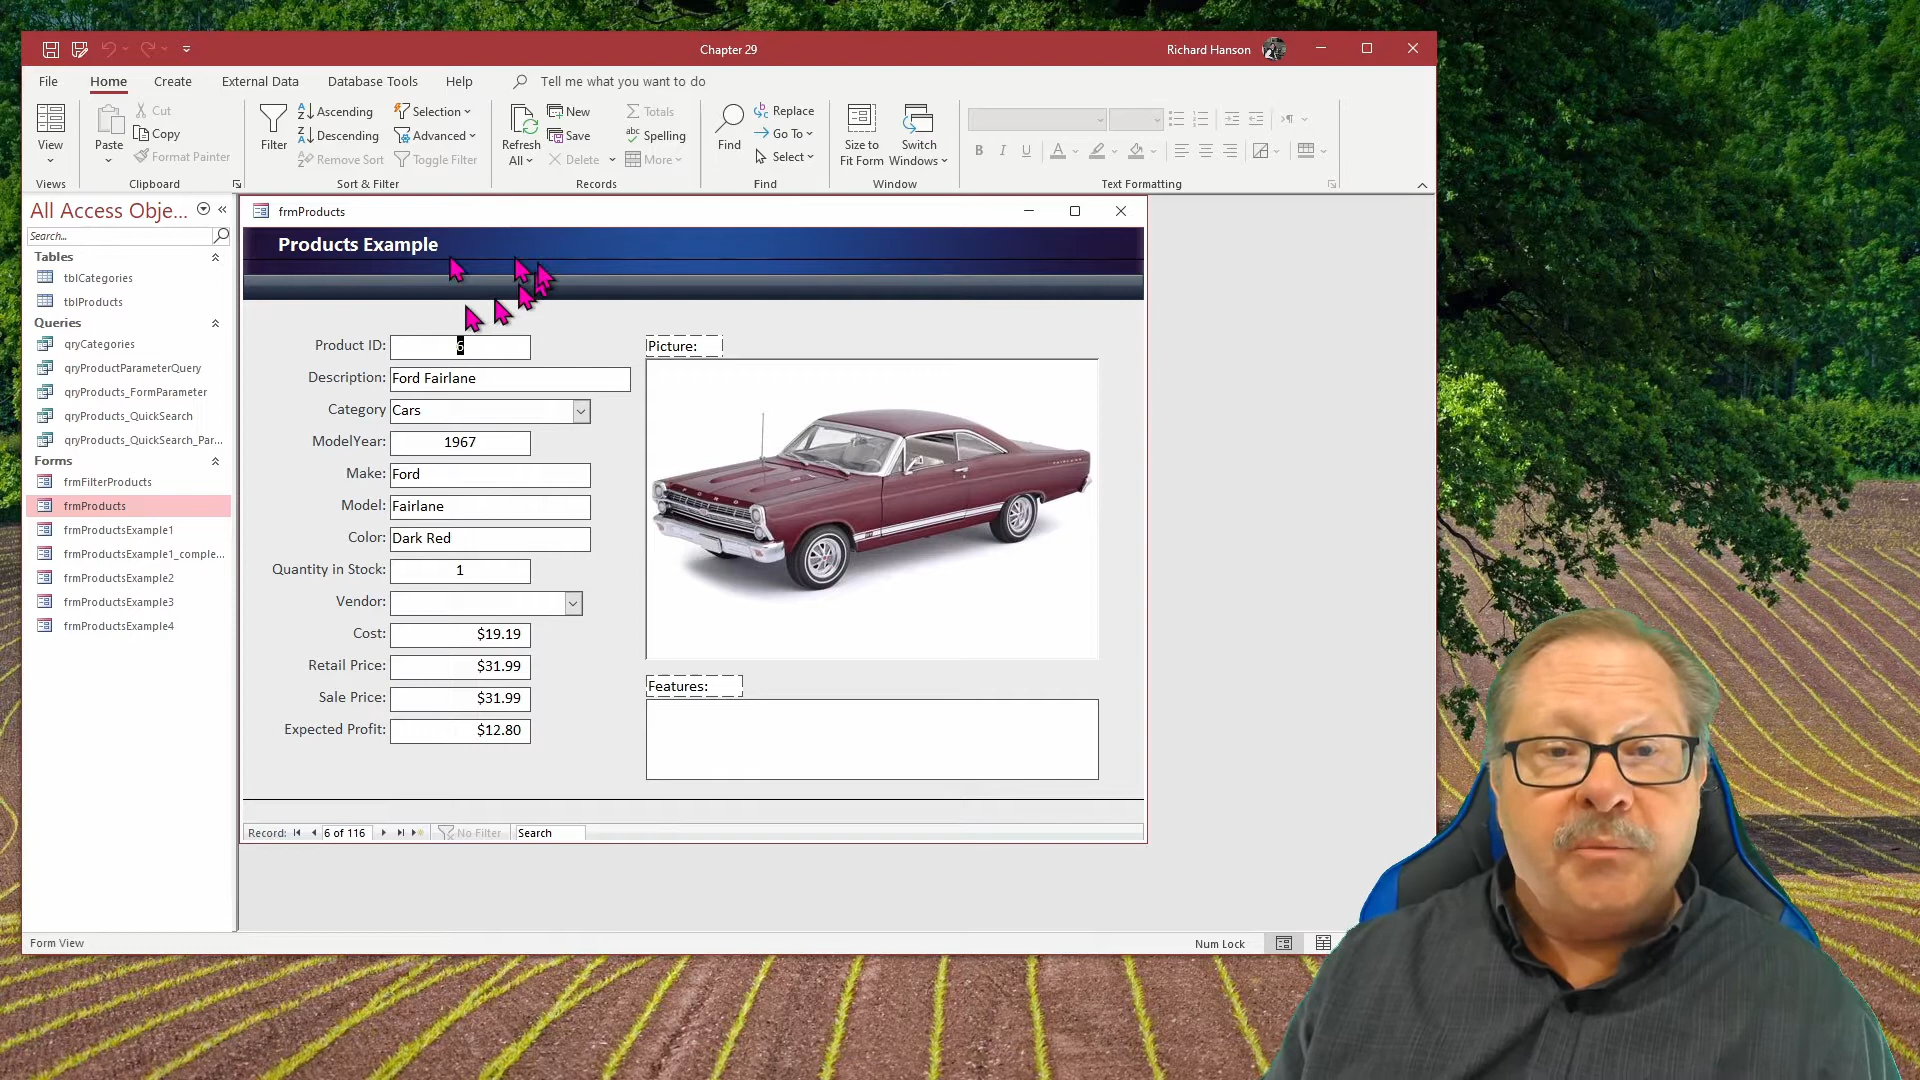 Chapter 29
Richard Hanson
File Home Create External Data Database Tools Help Tell me what you want to do
View
Views
Paste
Cut
Copy
Format Painter
Clipboard
Filter
Ascending
Descending
Remove Sort
Selection
Advanced
Toggle Filter
Sort & Filter
Refresh All
New
Save
Delete
Totals
Spelling
More
Records
Find
Replace
Go To
Select
Find
Size to Fit Form
Switch Windows
Window
B I U A
Text Formatting
All Access Obje...
Search...
Tables
tblCategories
tblProducts
Queries
qryCategories
qryProductParameterQuery
qryProducts_FormParameter
qryProducts_QuickSearch
qryProducts_QuickSearch_Par...
Forms
frmFilterProducts
frmProducts
frmProductsExample1
frmProductsExample1_comple...
frmProductsExample2
frmProductsExample3
frmProductsExample4
frmProducts
Products Example
Product ID: 6
Description: Ford Fairlane
Category Cars
ModelYear: 1967
Make: Ford
Model: Fairlane
Color: Dark Red
Quantity in Stock: 1
Vendor:
Cost: $19.19
Retail Price: $31.99
Sale Price: $31.99
Expected Profit: $12.80
Picture:
FORD
FAIRLANE
Features:
Record: 6 of 116 No Filter Search
Form View
Num Lock